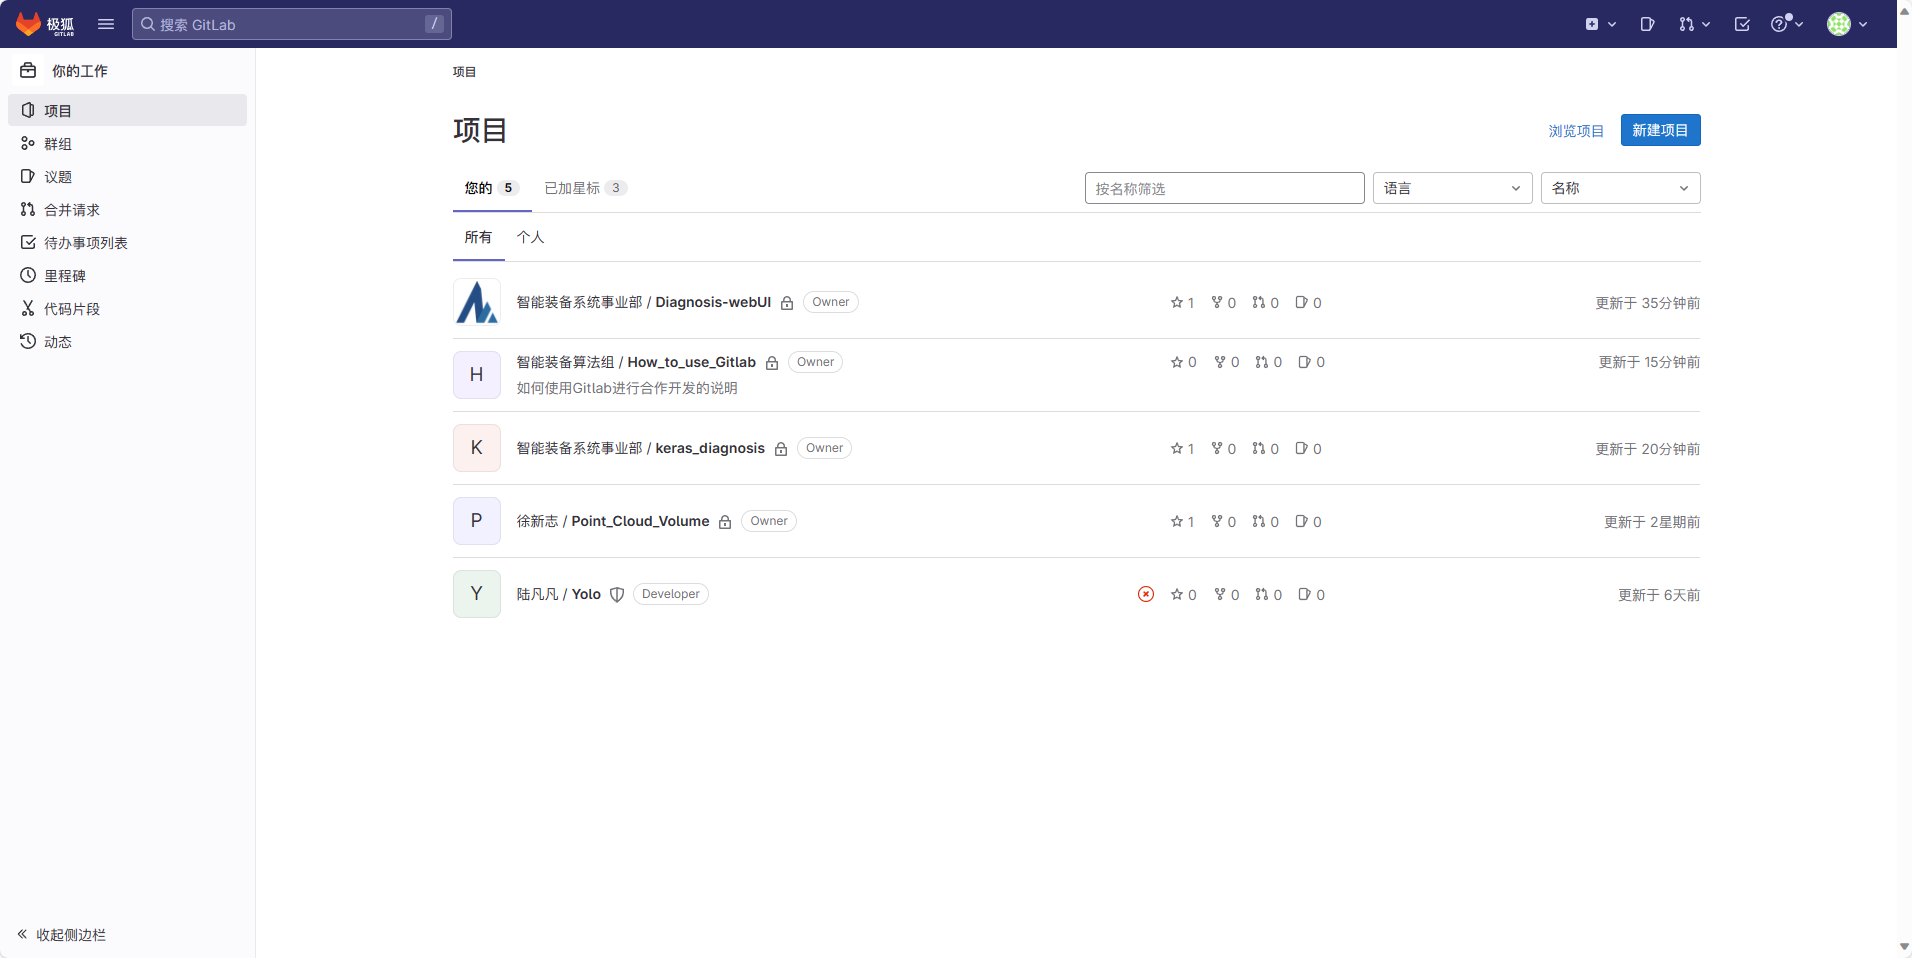 极狐
GITLAB
搜索 GitLab /
你的工作
项目
群组
议题
合并请求
待办事项列表
里程碑
代码片段
动态
收起侧边栏
项目
项目
浏览项目 新建项目
您的 5 已加星标 3 按名称筛选 语言 名称
所有 个人
智能装备系统事业部 / Diagnosis-webUI Owner 1 0 0 0 更新于 35分钟前
H 智能装备算法组 / How_to_use_Gitlab Owner 0 0 0 0 更新于 15分钟前
如何使用Gitlab进行合作开发的说明
K 智能装备系统事业部 / keras_diagnosis Owner 1 0 0 0 更新于 20分钟前
P 徐新志 / Point_Cloud_Volume Owner 1 0 0 0 更新于 2星期前
Y 陆凡凡 / Yolo Developer 0 0 0 0 更新于 6天前